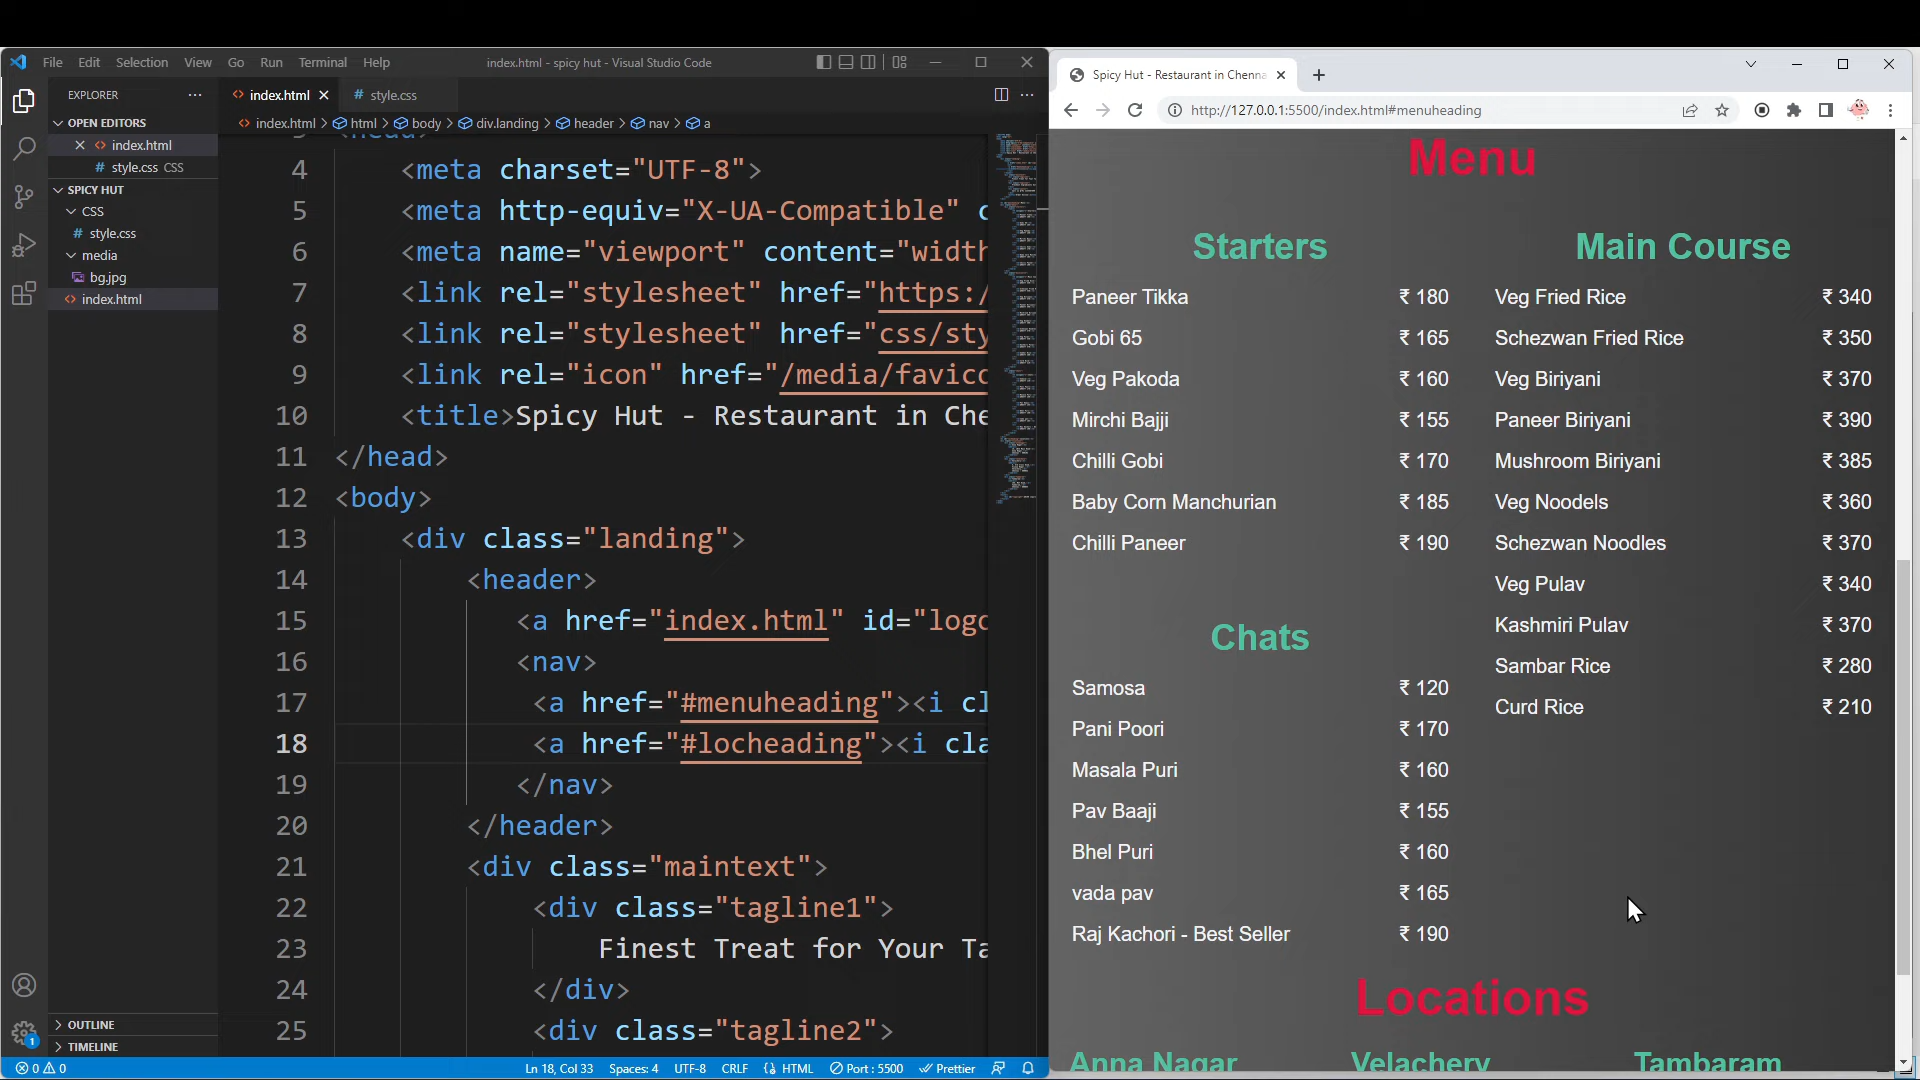 File Edit Selection View Go Run Terminal Help
index.html - spicy hut - Visual Studio Code
EXPLORER
OPEN EDITORS
index.html
style.css CSS
SPICY HUT
CSS
style.css
media
bg.jpg
index.html
OUTLINE
TIMELINE
index.html
style.css
index.html > html > body > div.landing > header > nav > a
4 <meta charset="UTF-8">
5 <meta http-equiv="X-UA-Compatible" c
6 <meta name="viewport" content="width
7 <link rel="stylesheet" href="https:/
8 <link rel="stylesheet" href="css/sty
9 <link rel="icon" href="/media/favico
10 <title>Spicy Hut - Restaurant in Che
11 </head>
12 <body>
13 <div class="landing">
14 <header>
15 <a href="index.html" id="logo
16 <nav>
17 <a href="#menuheading"><i cl
18 <a href="#locheading"><i cla
19 </nav>
20 </header>
21 <div class="maintext">
22 <div class="tagline1">
23 Finest Treat for Your Ta
24 </div>
25 <div class="tagline2">
1
0 0
Ln 18, Col 33 Spaces: 4 UTF-8 CRLF HTML Port : 5500 Prettier
Spicy Hut - Restaurant in Chenna
http://127.0.0.1:5500/index.html#menuheading
Menu
Starters
Paneer Tikka ₹ 180
Gobi 65 ₹ 165
Veg Pakoda ₹ 160
Mirchi Bajji ₹ 155
Chilli Gobi ₹ 170
Baby Corn Manchurian ₹ 185
Chilli Paneer ₹ 190
Chats
Samosa ₹ 120
Pani Poori ₹ 170
Masala Puri ₹ 160
Pav Baaji ₹ 155
Bhel Puri ₹ 160
vada pav ₹ 165
Raj Kachori - Best Seller ₹ 190
Main Course
Veg Fried Rice ₹ 340
Schezwan Fried Rice ₹ 350
Veg Biriyani ₹ 370
Paneer Biriyani ₹ 390
Mushroom Biriyani ₹ 385
Veg Noodels ₹ 360
Schezwan Noodles ₹ 370
Veg Pulav ₹ 340
Kashmiri Pulav ₹ 370
Sambar Rice ₹ 280
Curd Rice ₹ 210
Locations
Anna Nagar Velachery Tambaram